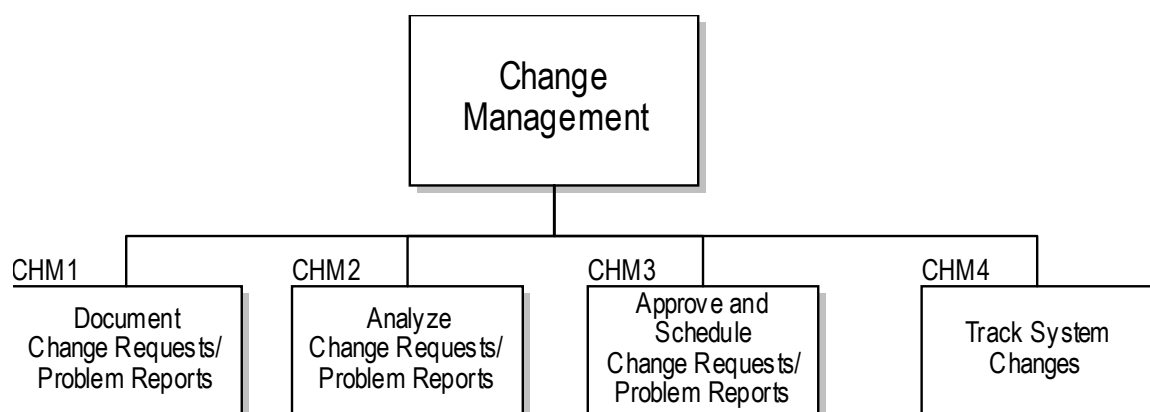 Change
Management
CHM1
Document
Change Requests/
Problem Reports
CHM2
Analyze
Change Requests/
Problem Reports
CHM3
Approve and
Schedule
Change Requests/
Problem Reports
CHM4
Track System
Changes